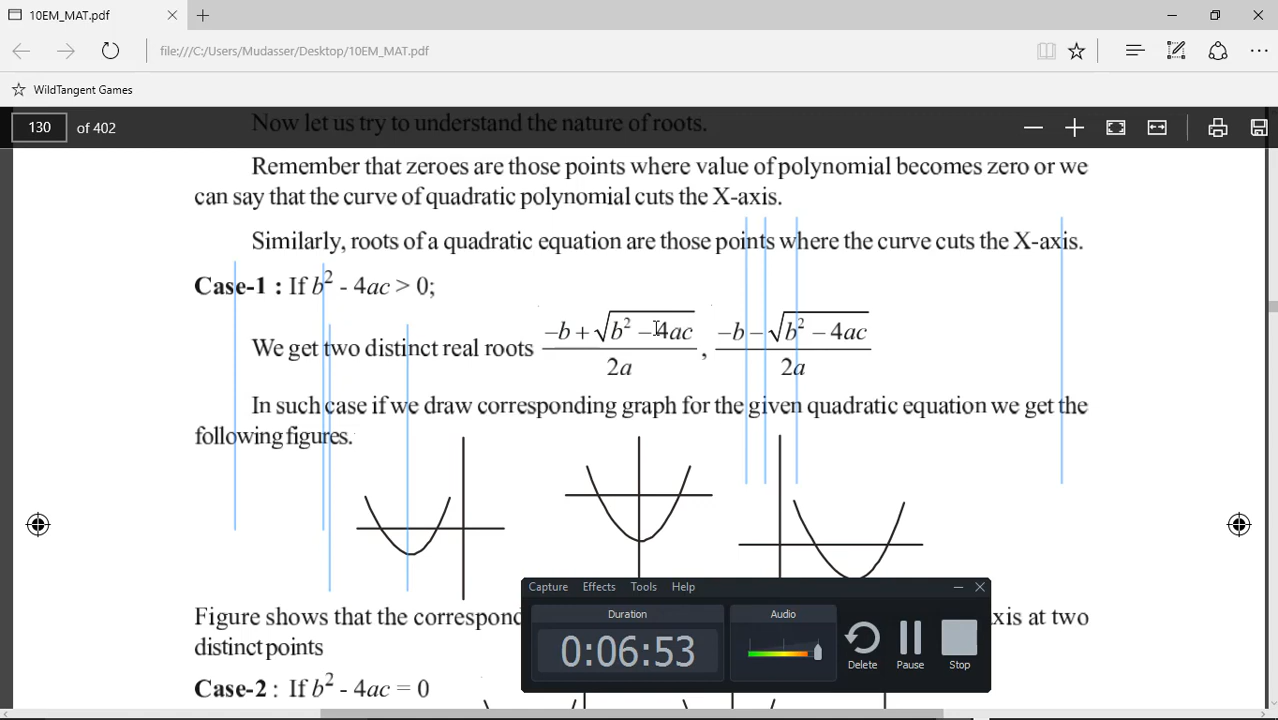 10EM_MAT.pdf
file:///C:/Users/Mudasser/Desktop/10EM_MAT.pdf
WildTangent Games
130 of 402
Now let us try to understand the nature of roots.
Remember that zeroes are those points where value of polynomial becomes zero or we
can say that the curve of quadratic polynomial cuts the X-axis.
Similarly, roots of a quadratic equation are those points where the curve cuts the X-axis.
Case-1 : If b² - 4ac > 0;
We get two distinct real roots (–b + √(b² – 4ac))/2a , (–b – √(b² – 4ac))/2a
In such case if we draw corresponding graph for the given quadratic equation we get the
following figures.
Capture Effects Tools Help
Duration Audio
0:06:53
Delete Pause Stop
Figure shows that the correspond xis at two
distinct points
Case-2 : If b² - 4ac = 0